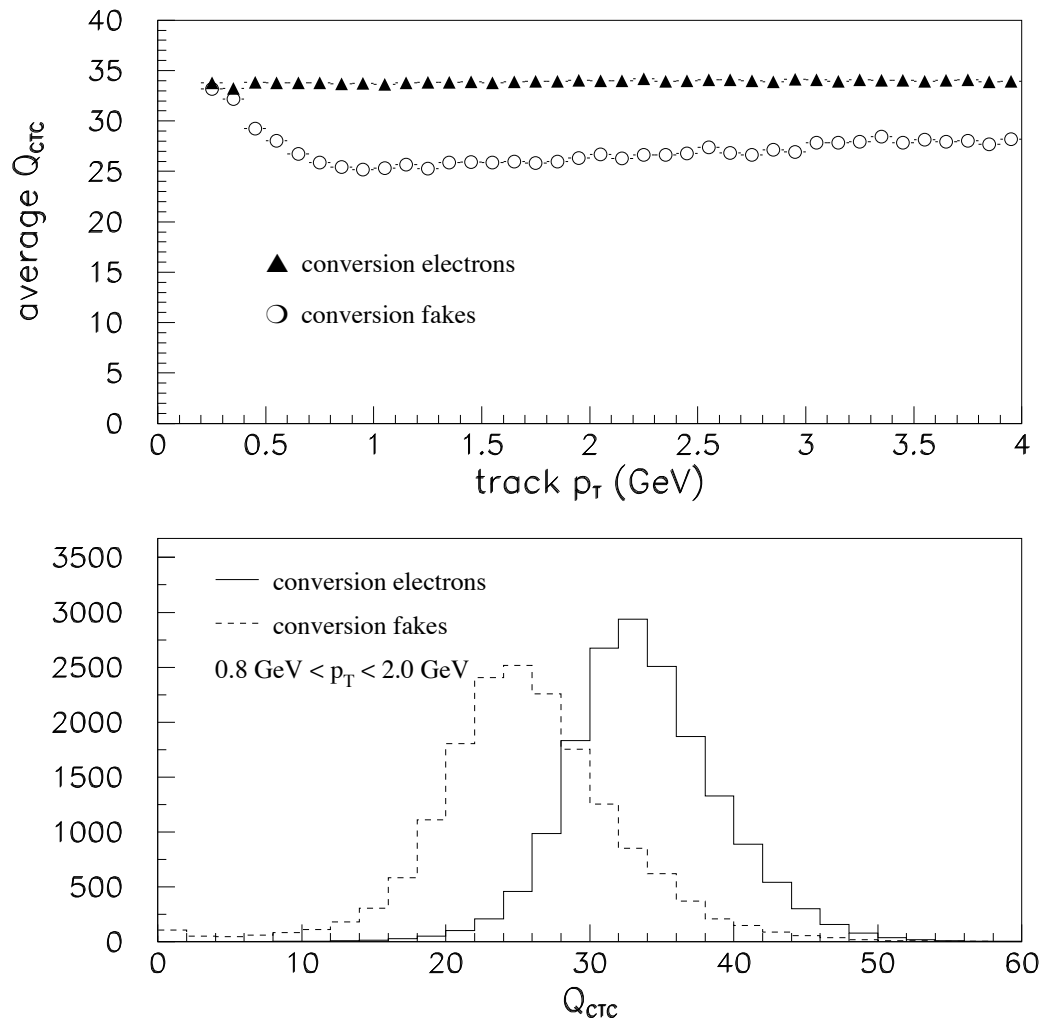 40
35
30
25
20
15
10
5
0
average Q_CTC
▲ conversion electrons
○ conversion fakes
0 0.5 1 1.5 2 2.5 3 3.5 4
track p_T (GeV)
3500
3000
2500
2000
1500
1000
500
0
conversion electrons
conversion fakes
0.8 GeV < p_T < 2.0 GeV
0 10 20 30 40 50 60
Q_CTC